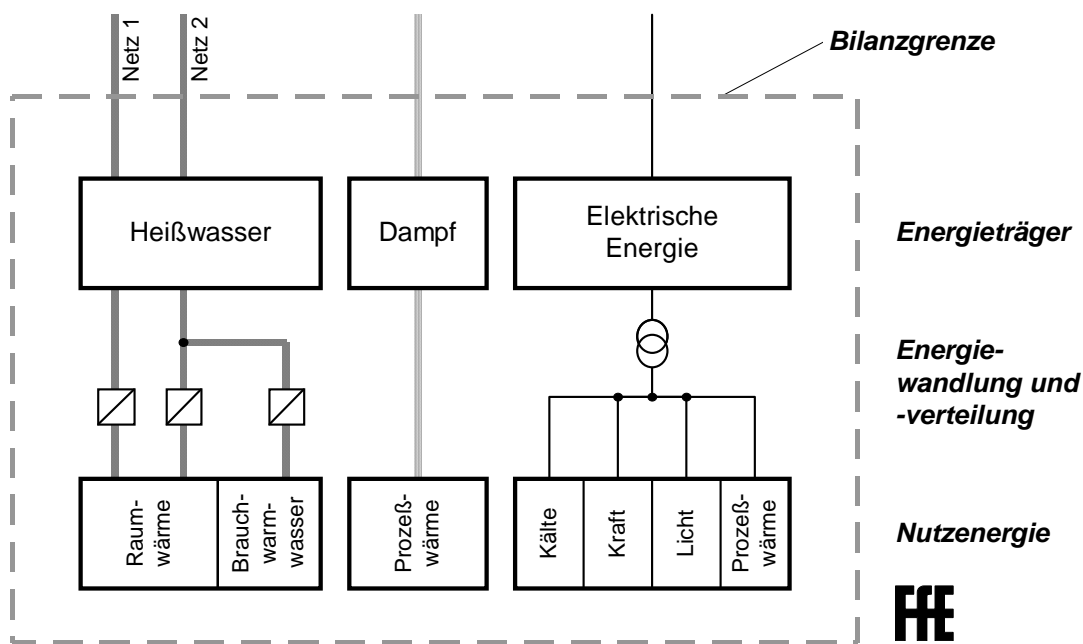 Netz 1
Netz 2
Bilanzgrenze
Heißwasser
Dampf
Elektrische
Energie
Energieträger
Energie-
wandlung und
-verteilung
Raum-
wärme
Brauch-
warm-
wasser
Prozeß-
wärme
Kälte
Kraft
Licht
Prozeß-
wärme
Nutzenergie
FfE